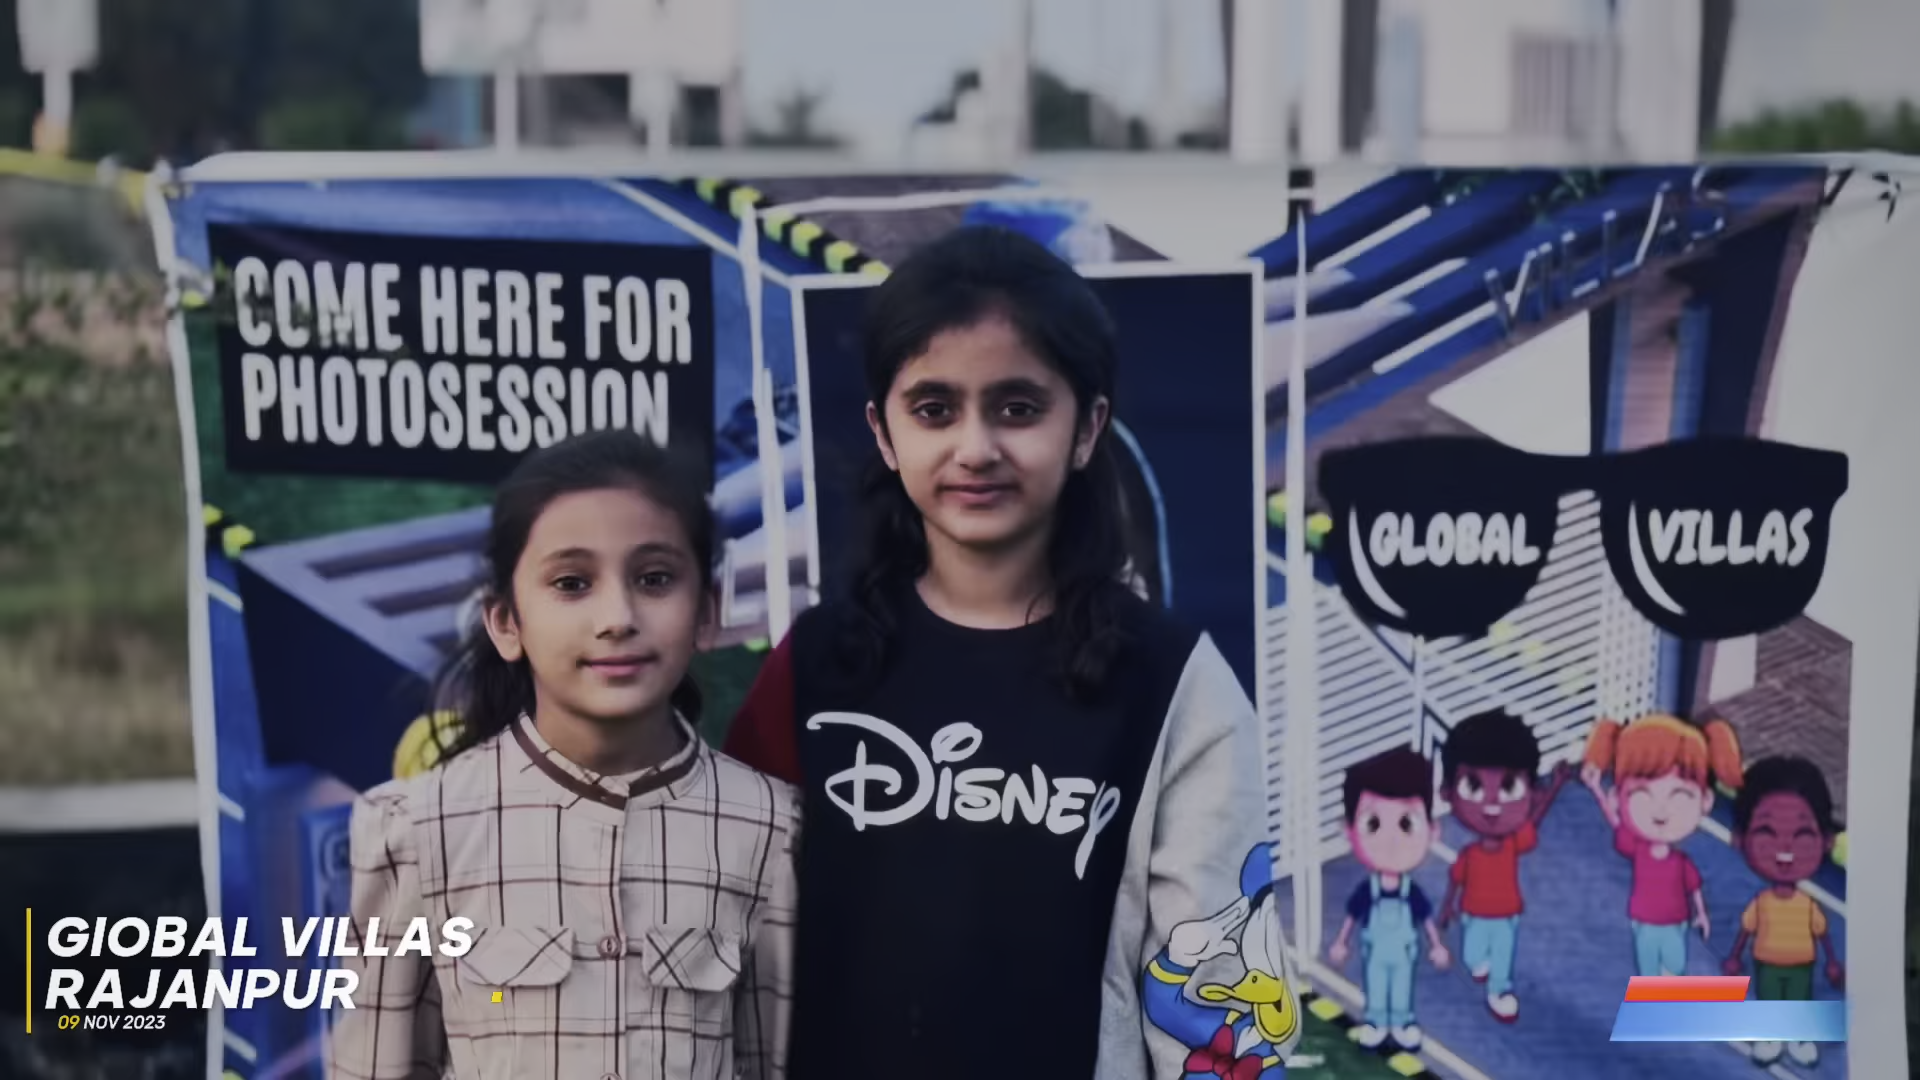 VILLAS
COME HERE FOR
PHOTOSESSION
GLOBAL VILLAS
DISNEY
GIOBAL VILLAS
RAJANPUR
09 NOV 2023